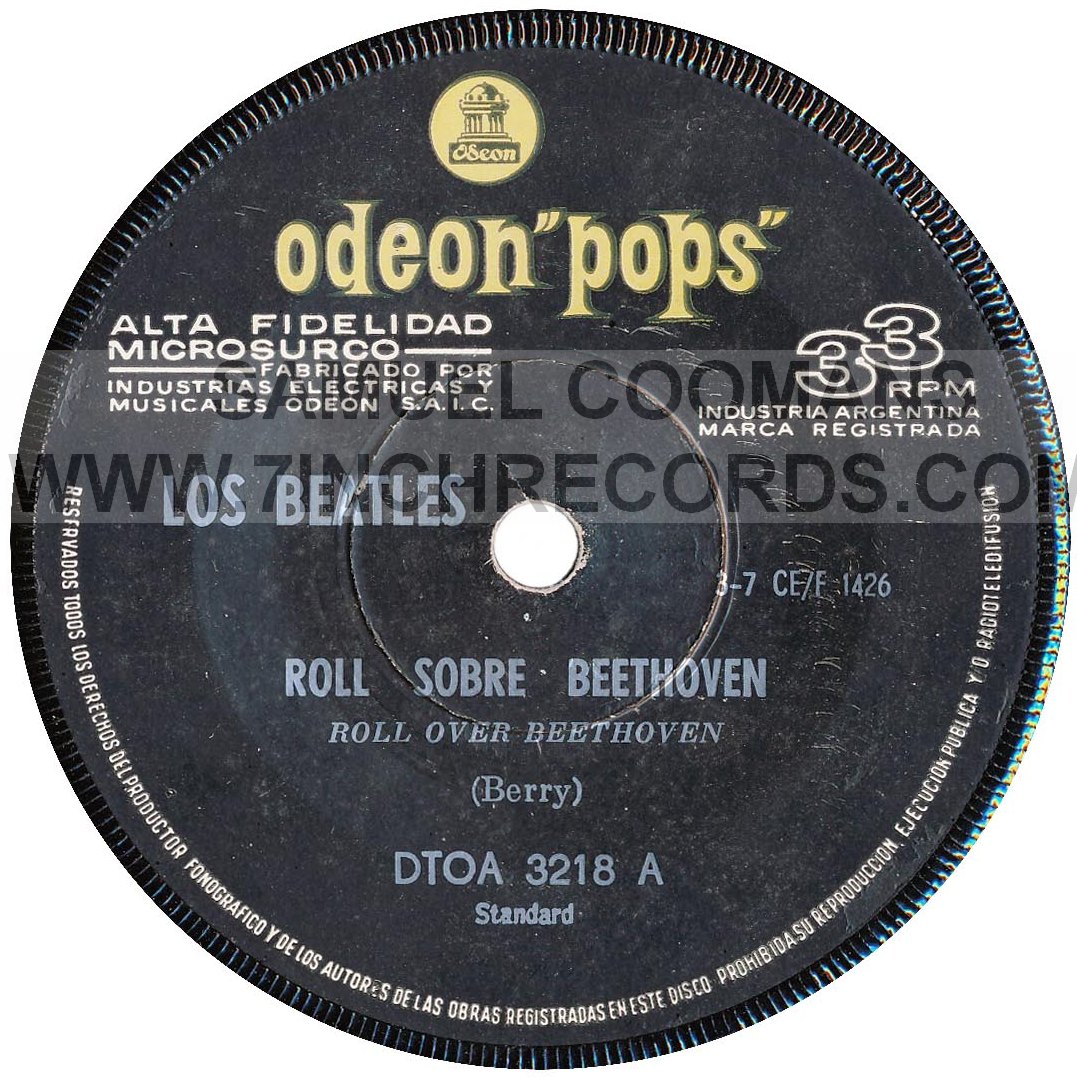 Odeon
odeon "pops"
ALTA FIDELIDAD
MICROSURCO
FABRICADO POR
INDUSTRIAS ELECTRICAS Y
MUSICALES ODEON S.A.I.C.
33
RPM
INDUSTRIA ARGENTINA
MARCA REGISTRADA
SAMUEL COOMBS
WWW.7INCHRECORDS.COM
LOS BEATLES
3-7 CE/F 1426
ROLL SOBRE BEETHOVEN
ROLL OVER BEETHOVEN
(Berry)
DTOA 3218 A
Standard
RESERVADOS TODOS LOS DERECHOS DEL PRODUCTOR FONOGRAFICO Y DE LOS AUTORES DE LAS OBRAS REGISTRADAS EN ESTE DISCO PROHIBIDA SU REPRODUCCION EJECUCION PUBLICA Y/O RADIOTELEDIFUSION